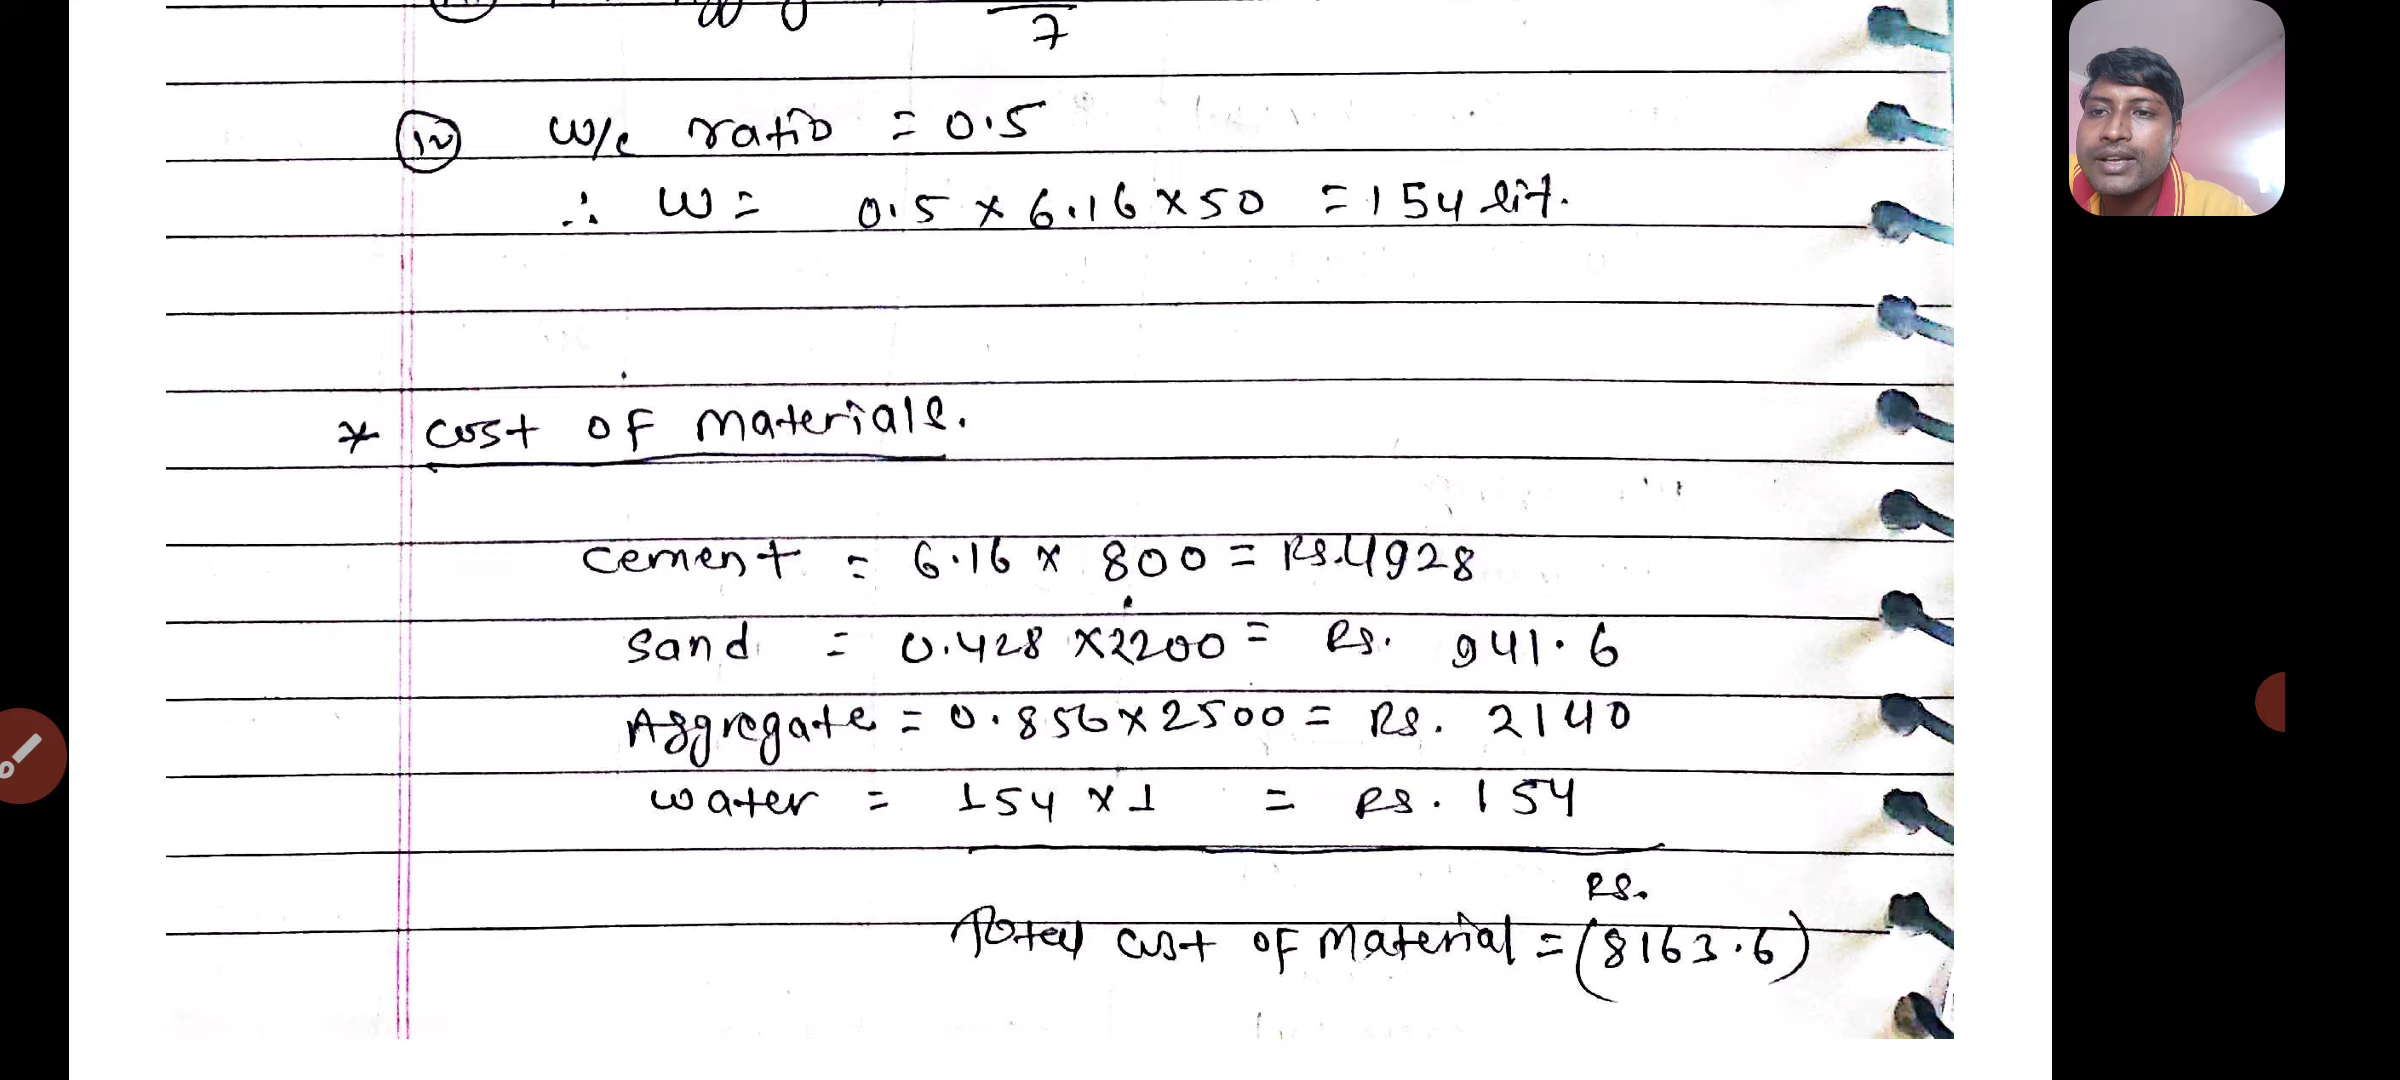 7
(iv) w/c ratio = 0.5
∴ W = 0.5 × 6.16 × 50 = 154 lit.
* cost of materials.
cement = 6.16 × 800 = Rs. 4928
sand = 0.428 × 2200 = Rs. 941.6
Aggregate = 0.856 × 2500 = Rs. 2140
water = 154 × 1 = Rs. 154
Rs.
Total cost of Material = (8163.6)